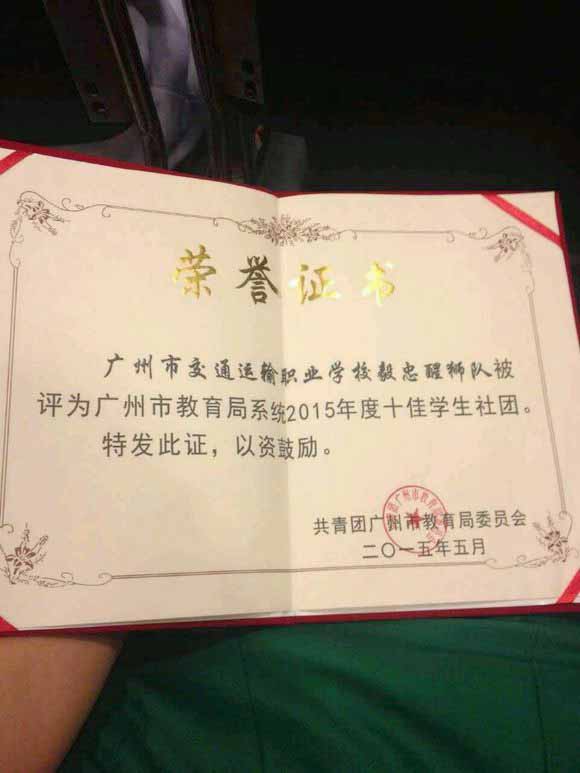 荣誉证书
广州市交通运输职业学校毅忠醒狮队被
评为广州市教育局系统2015年度十佳学生社团。
特发此证，以资鼓励。
共青团广州市教育局委员会
二〇一五年五月